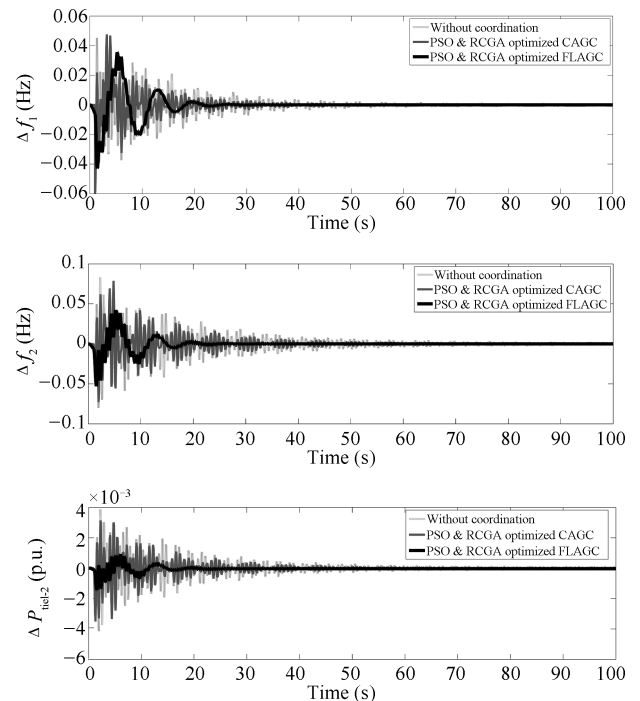 0.06
0.04
0.02
0
−0.02
−0.04
0.06
Δ f1 (Hz)
Without coordination
PSO & RCGA optimized CAGC
PSO & RCGA optimized FLAGC
0 10 20 30 40 50 60 70 80 90 100
Time (s)
0.1
0.05
0
−0.05
−0.1
Δ f2 (Hz)
Without coordination
PSO & RCGA optimized CAGC
PSO & RCGA optimized FLAGC
0 10 20 30 40 50 60 70 80 90 100
Time (s)
×10−3
4
2
0
−2
−4
−6
Δ Ptiel-2 (p.u.)
Without coordination
PSO & RCGA optimized CAGC
PSO & RCGA optimized FLAGC
0 10 20 30 40 50 60 70 80 90 100
Time (s)